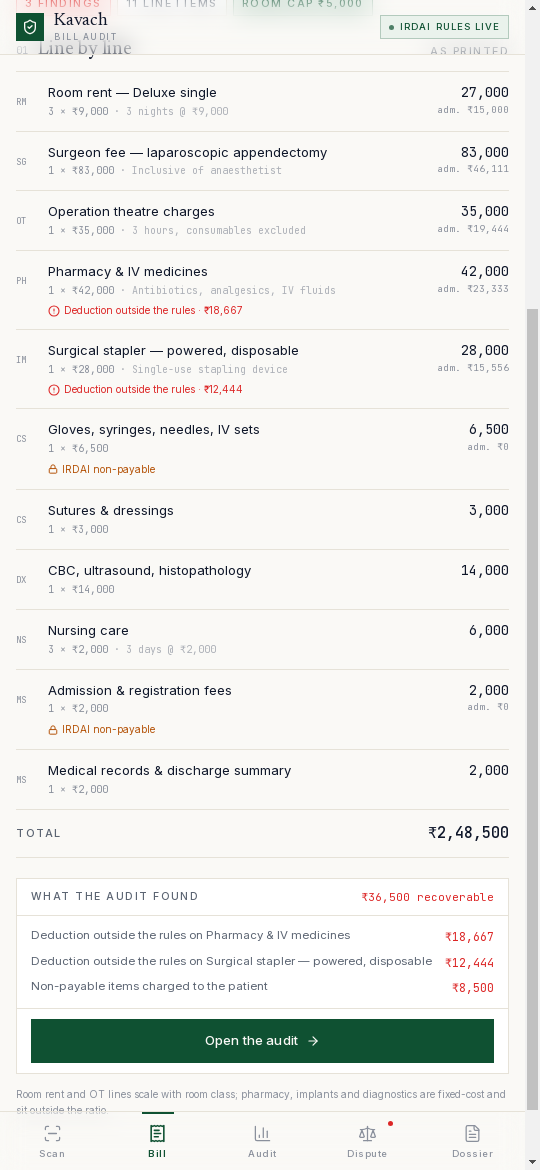 3 FINDINGS 11 LINE ITEMS ROOM CAP ₹5,000
Kavach
BILL AUDIT
IRDAI RULES LIVE
01 Line by line AS PRINTED
RM Room rent — Deluxe single 27,000
3 × ₹9,000 · 3 nights @ ₹9,000 adm. ₹15,000
SG Surgeon fee — laparoscopic appendectomy 83,000
1 × ₹83,000 · Inclusive of anaesthetist adm. ₹46,111
OT Operation theatre charges 35,000
1 × ₹35,000 · 3 hours, consumables excluded adm. ₹19,444
PH Pharmacy & IV medicines 42,000
1 × ₹42,000 · Antibiotics, analgesics, IV fluids adm. ₹23,333
Deduction outside the rules · ₹18,667
IM Surgical stapler — powered, disposable 28,000
1 × ₹28,000 · Single-use stapling device adm. ₹15,556
Deduction outside the rules · ₹12,444
CS Gloves, syringes, needles, IV sets 6,500
1 × ₹6,500 adm. ₹0
IRDAI non-payable
CS Sutures & dressings 3,000
1 × ₹3,000
DX CBC, ultrasound, histopathology 14,000
1 × ₹14,000
NS Nursing care 6,000
3 × ₹2,000 · 3 days @ ₹2,000
MS Admission & registration fees 2,000
1 × ₹2,000 adm. ₹0
IRDAI non-payable
MS Medical records & discharge summary 2,000
1 × ₹2,000
TOTAL ₹2,48,500
WHAT THE AUDIT FOUND ₹36,500 recoverable
Deduction outside the rules on Pharmacy & IV medicines ₹18,667
Deduction outside the rules on Surgical stapler — powered, disposable ₹12,444
Non-payable items charged to the patient ₹8,500
Open the audit →
Room rent and OT lines scale with room class; pharmacy, implants and diagnostics are fixed-cost and
sit outside the ratio.
Scan Bill Audit Dispute Dossier